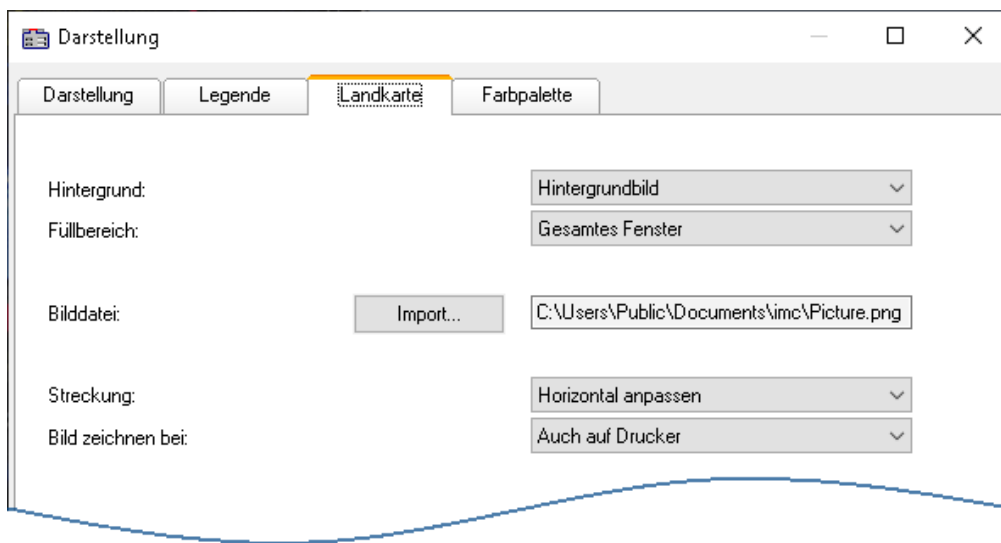 Darstellung
Darstellung Legende Landkarte Farbpalette
Hintergrund: Hintergrundbild
Füllbereich: Gesamtes Fenster
Bilddatei: Import... C:\Users\Public\Documents\imc\Picture.png
Streckung: Horizontal anpassen
Bild zeichnen bei: Auch auf Drucker